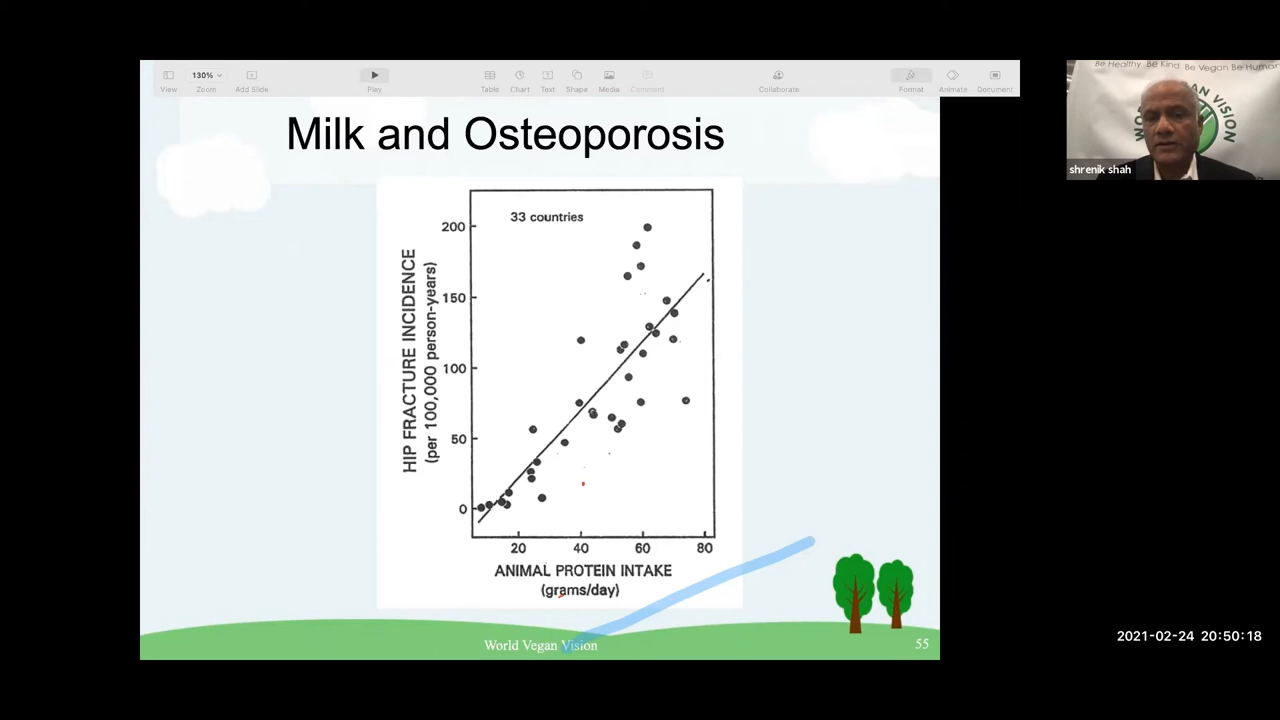 130%
View
Zoom
Add Slide
Play
Table
Chart
Text
Shape
Media
Comment
Collaborate
Format
Animate
Document
Be Healthy Be Kind Be Vegan Be Human
VISION
shrenik shah
Milk and Osteoporosis
33 countries
HIP FRACTURE INCIDENCE
(per 100,000 person-years)
200
150
100
50
0
20 40 60 80
ANIMAL PROTEIN INTAKE
(grams/day)
World Vegan Vision
55
2021-02-24 20:50:18